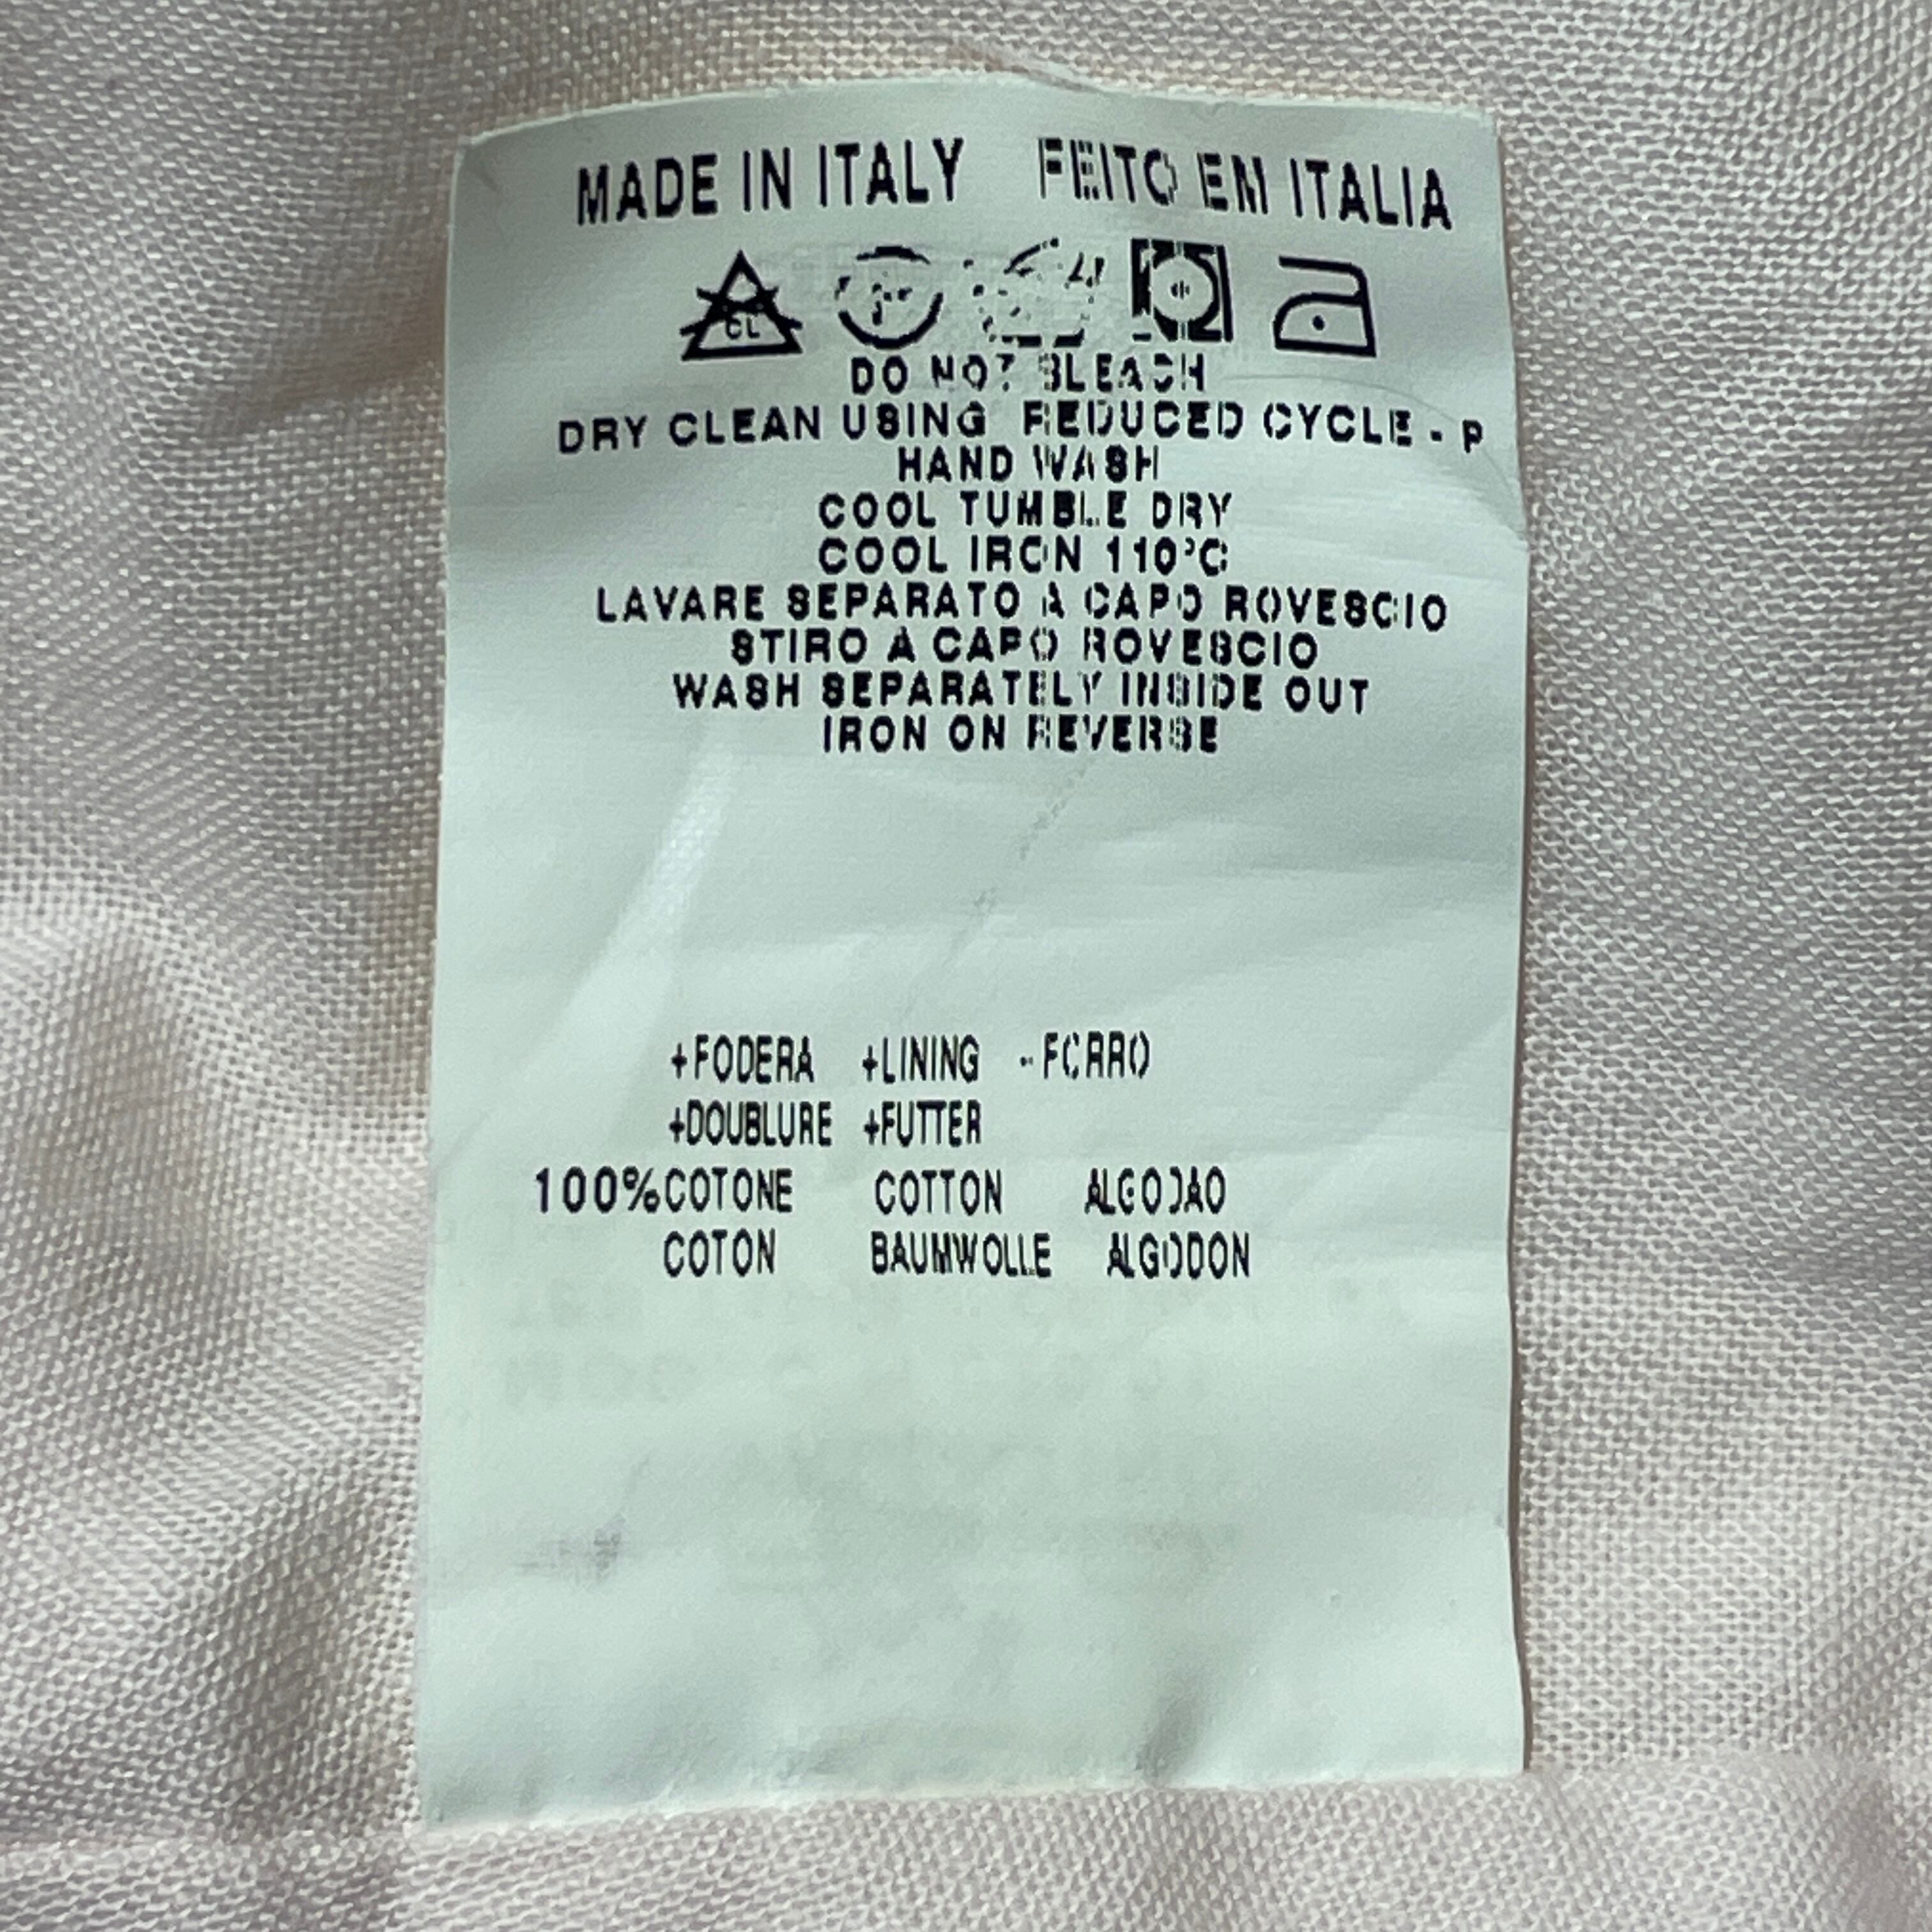 MADE IN ITALY FEITO EM ITALIA
CL
DO NOT BLEACH
DRY CLEAN USING REDUCED CYCLE - P
HAND WASH
COOL TUMBLE DRY
COOL IRON 110°C
LAVARE SEPARATO A CAPO ROVESCIO
STIRO A CAPO ROVESCIO
WASH SEPARATELY INSIDE OUT
IRON ON REVERSE
+FODERA +LINING +FORRO
+DOUBLURE +FUTTER
100%COTONE COTTON ALGODAO
COTON BAUMWOLLE ALGODON